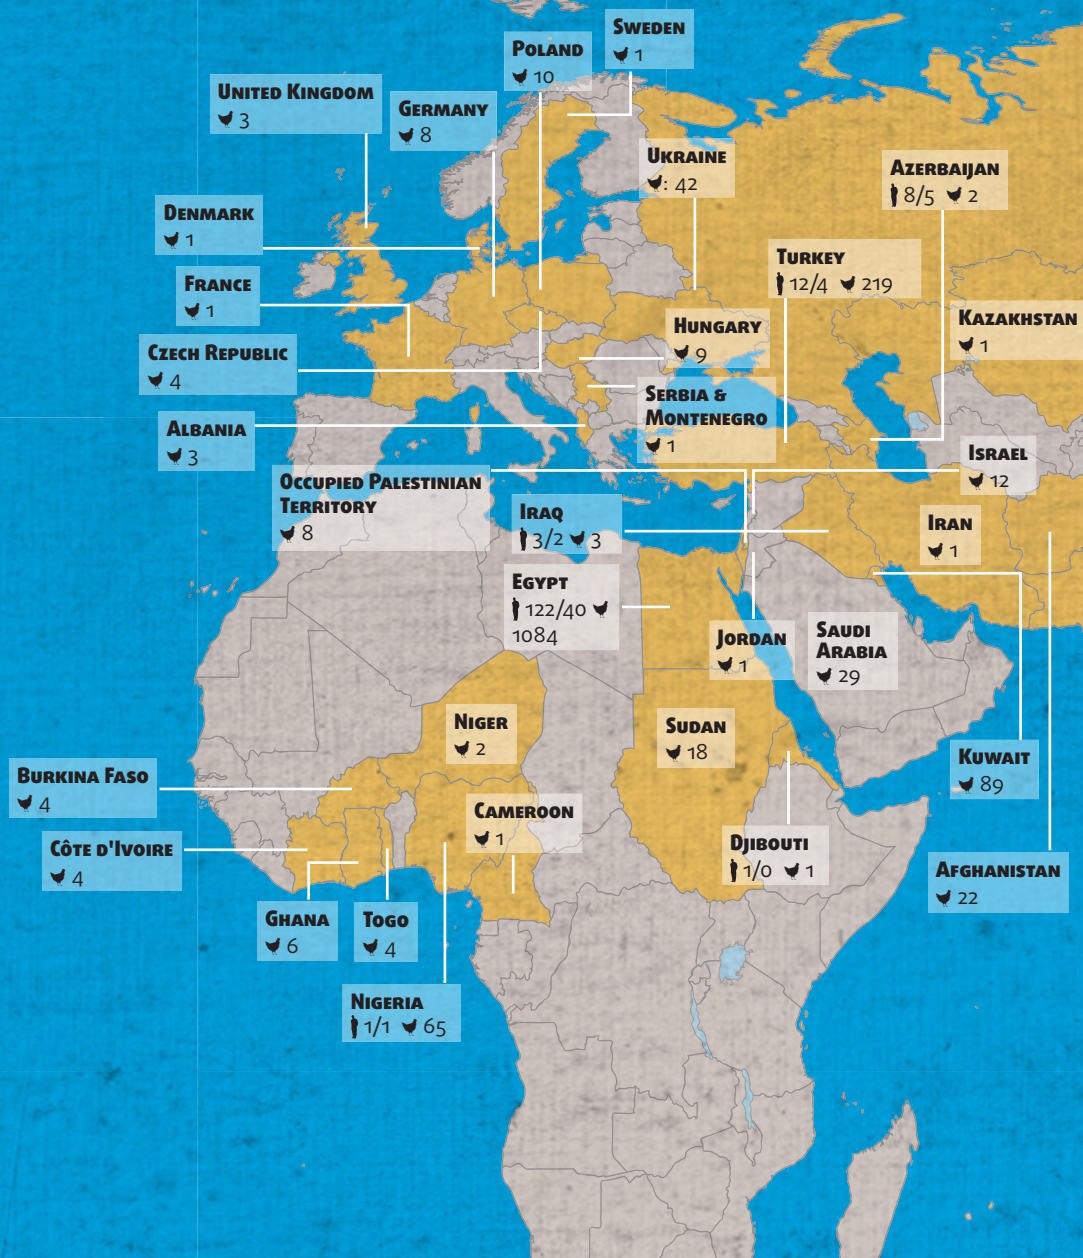 Sweden
1
Poland
10
United Kingdom
3
Germany
8
Ukraine
: 42
Azerbaijan
8/5 2
Denmark
1
Turkey
12/4 219
France
1
Kazakhstan
1
Hungary
9
Czech Republic
4
Serbia &
Montenegro
1
Albania
3
Israel
12
Occupied Palestinian
Territory
8
Iraq
3/2 3
Iran
1
Egypt
122/40
1084
Jordan
1
Saudi
Arabia
29
Niger
2
Sudan
18
Kuwait
89
Burkina Faso
4
Cameroon
1
Côte d'Ivoire
4
Djibouti
1/0 1
Afghanistan
22
Ghana
6
Togo
4
Nigeria
1/1 65